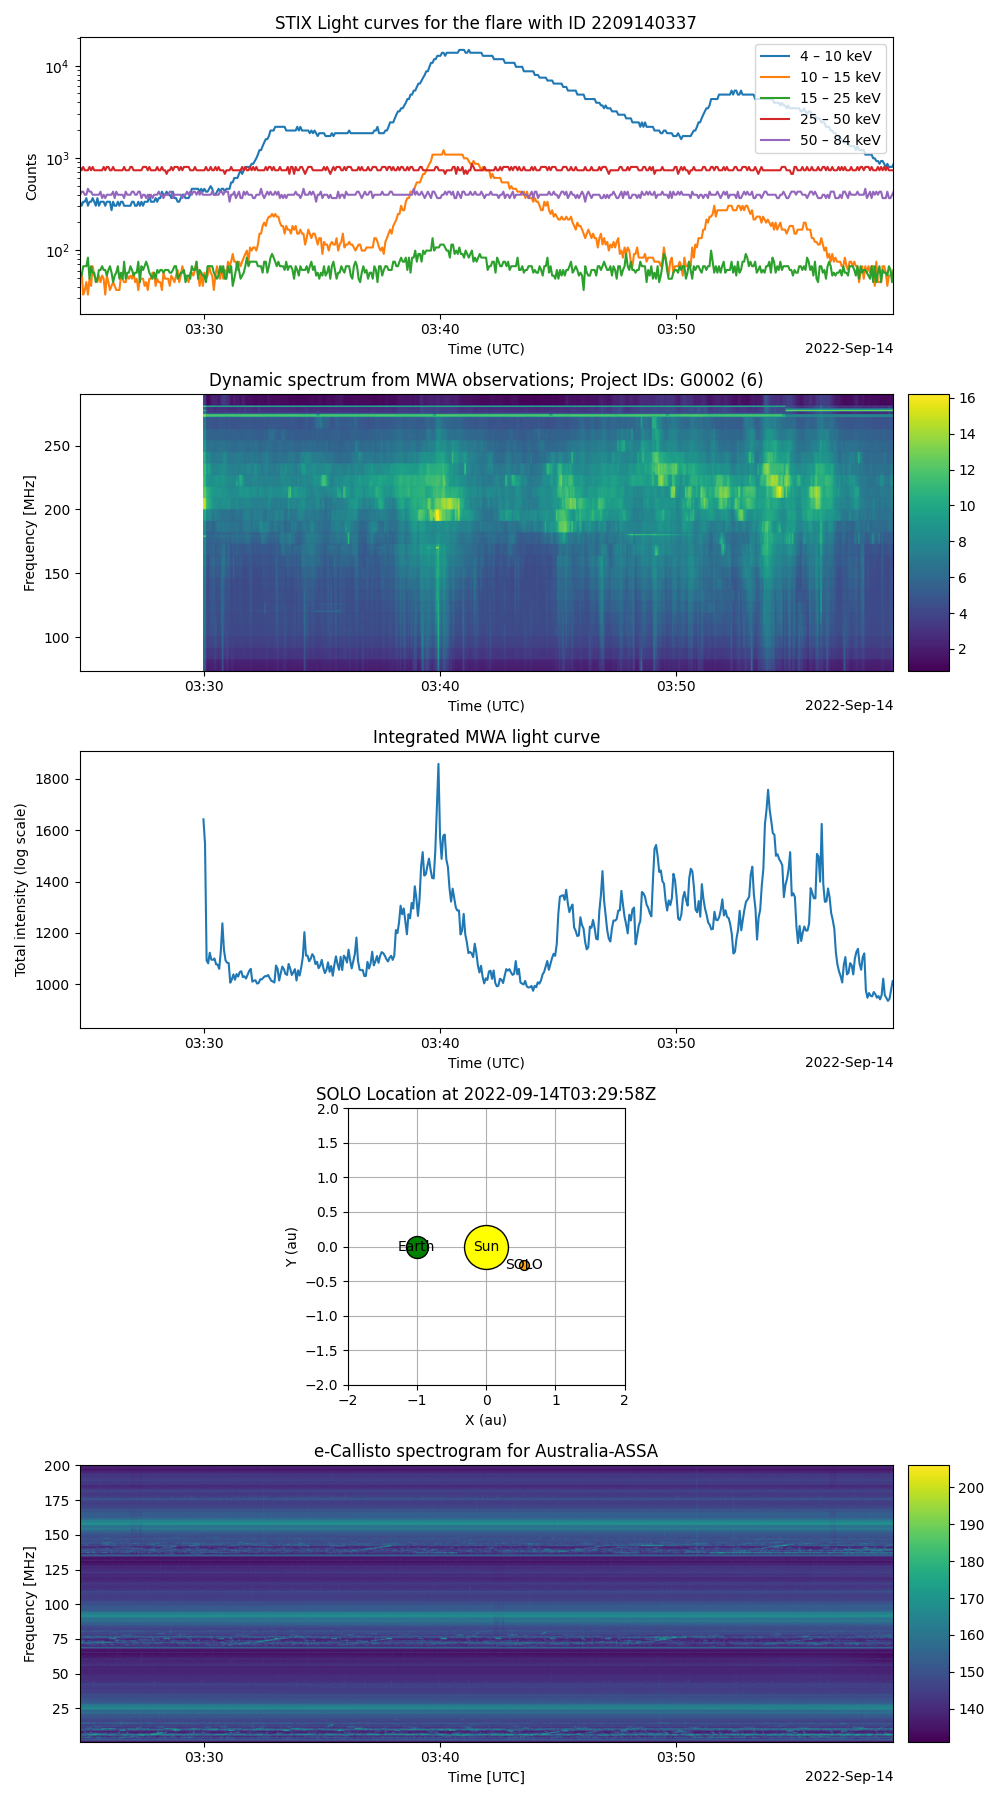 STIX Light curves for the flare with ID 2209140337
10⁴
10³
10²
Counts
4 – 10 keV
10 – 15 keV
15 – 25 keV
25 – 50 keV
50 – 84 keV
03:30 03:40 03:50
Time (UTC)
2022-Sep-14
Dynamic spectrum from MWA observations; Project IDs: G0002 (6)
250
200
150
100
Frequency [MHz]
16
14
12
10
8
6
4
2
03:30 03:40 03:50
Time (UTC)
2022-Sep-14
Integrated MWA light curve
1800
1600
1400
1200
1000
Total intensity (log scale)
03:30 03:40 03:50
Time (UTC)
2022-Sep-14
SOLO Location at 2022-09-14T03:29:58Z
2.0
1.5
1.0
0.5
0.0
−0.5
−1.0
−1.5
−2.0
Y (au)
Earth
Sun
SOLO
−2 −1 0 1 2
X (au)
e-Callisto spectrogram for Australia-ASSA
200
175
150
125
100
75
50
25
Frequency [MHz]
200
190
180
170
160
150
140
03:30 03:40 03:50
Time [UTC]
2022-Sep-14